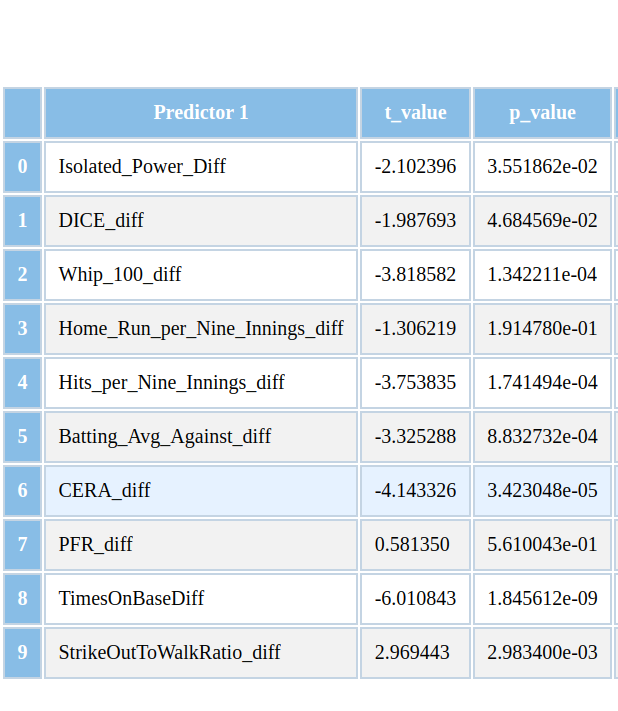 Predictor 1 t_value p_value
0 Isolated_Power_Diff -2.102396 3.551862e-02
1 DICE_diff -1.987693 4.684569e-02
2 Whip_100_diff -3.818582 1.342211e-04
3 Home_Run_per_Nine_Innings_diff -1.306219 1.914780e-01
4 Hits_per_Nine_Innings_diff -3.753835 1.741494e-04
5 Batting_Avg_Against_diff -3.325288 8.832732e-04
6 CERA_diff -4.143326 3.423048e-05
7 PFR_diff 0.581350 5.610043e-01
8 TimesOnBaseDiff -6.010843 1.845612e-09
9 StrikeOutToWalkRatio_diff 2.969443 2.983400e-03